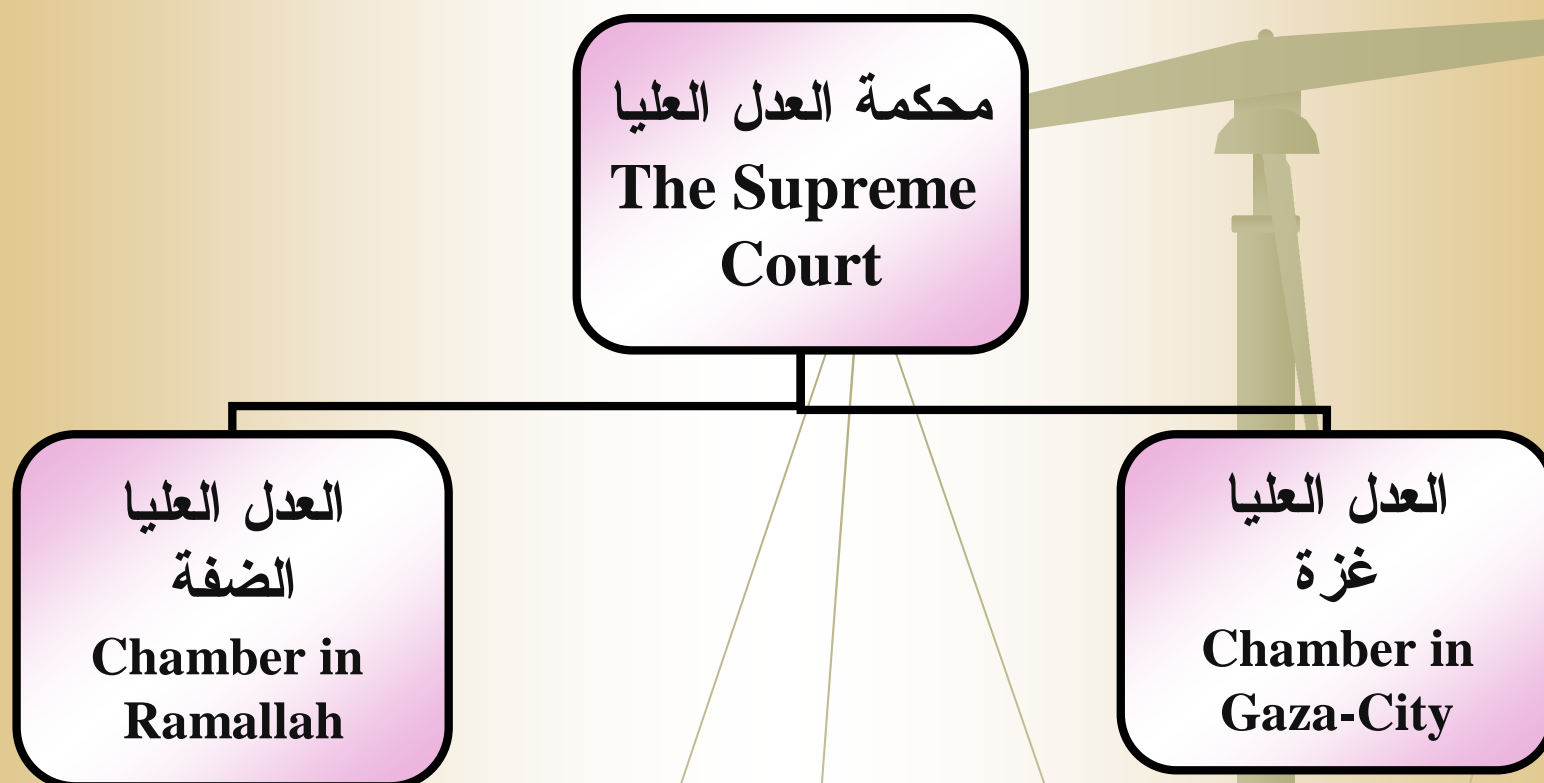 محكمة العدل العليا
The Supreme
Court
العدل العليا
الضفة
Chamber in
Ramallah
العدل العليا
غزة
Chamber in
Gaza-City